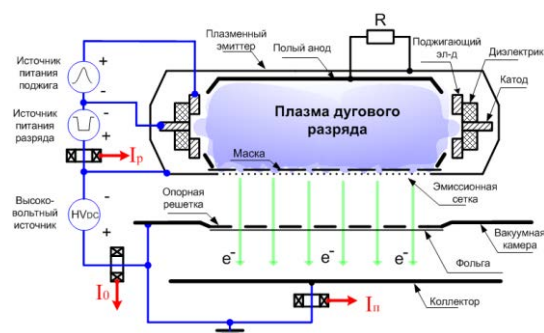 Источник
питания
поджига
Источник
питания
разряда
Высоко-
вольтный
источник
Плазменный
эмиттер
Полый анод
R
Поджигающий
эл-д
Диэлектрик
Катод
Плазма дугового
разряда
Маска
Эмиссионная
сетка
Опорная
решетка
Вакуумная
камера
Фольга
Коллектор
e-
e-
e-
HVDC
Iр
I0
Iп
- + - + - +